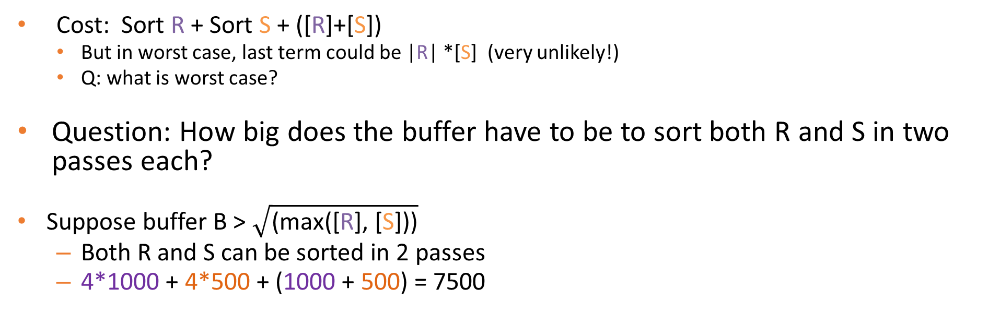 • Cost: Sort R + Sort S + ([R]+[S])
• But in worst case, last term could be |R| *[S] (very unlikely!)
• Q: what is worst case?
• Question: How big does the buffer have to be to sort both R and S in two
passes each?
• Suppose buffer B > √(max([R], [S]))
– Both R and S can be sorted in 2 passes
– 4*1000 + 4*500 + (1000 + 500) = 7500